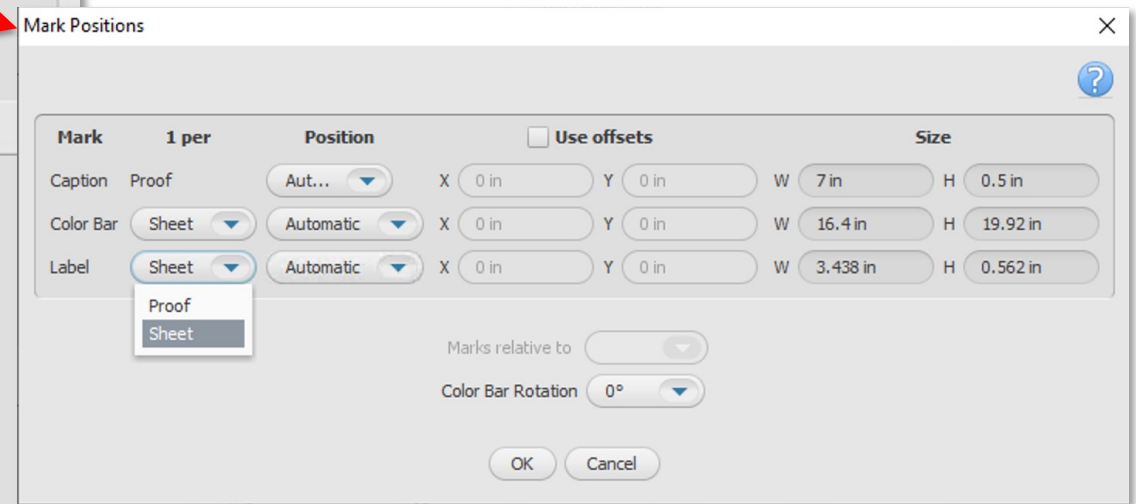 Mark Positions
Mark 1 per Position Use offsets Size
Caption Proof Aut... X 0 in Y 0 in W 7 in H 0.5 in
Color Bar Sheet Automatic X 0 in Y 0 in W 16.4 in H 19.92 in
Label Sheet Automatic X 0 in Y 0 in W 3.438 in H 0.562 in
Proof
Sheet
Marks relative to
Color Bar Rotation 0°
OK Cancel